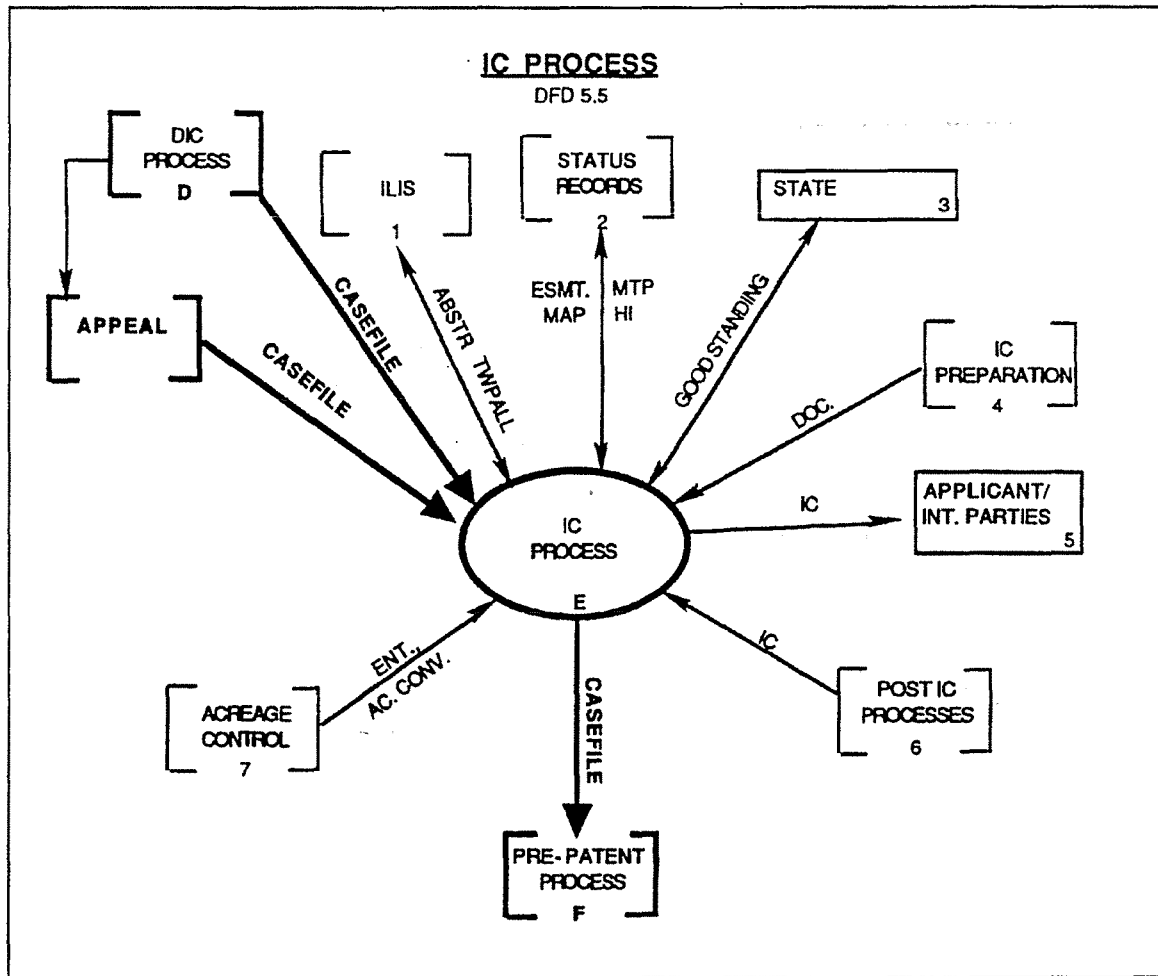 IC PROCESS
DFD 5.5
DIC
PROCESS
D
ILIS
1
STATUS
RECORDS
2
STATE
3
APPEAL
CASEFILE
CASEFILE
ABSTR TWPALL
ESMT. MTP
MAP HI
GOOD STANDING
IC
PREPARATION
4
DOC.
IC
PROCESS
E
IC
APPLICANT/
INT. PARTIES
5
ENT.,
AC. CONV.
ACREAGE
CONTROL
7
CASEFILE
IC
POST IC
PROCESSES
6
PRE-PATENT
PROCESS
F